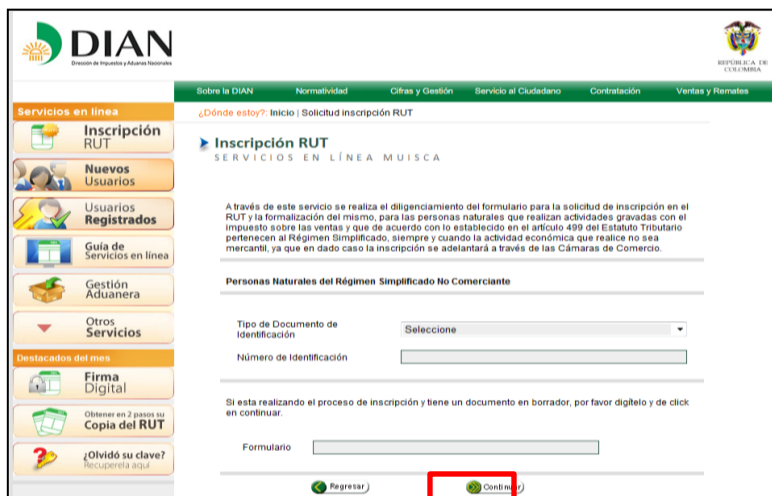 DIAN
Dirección de Impuestos y Aduanas Nacionales
REPÚBLICA DE
COLOMBIA
Sobre la DIAN Normatividad Cifras y Gestión Servicio al Ciudadano Contratación Ventas y Remates
Servicios en línea
Inscripción
RUT
Nuevos
Usuarios
Usuarios
Registrados
Guía de
Servicios en línea
Gestión
Aduanera
Otros
Servicios
Destacados del mes
Firma
Digital
Obtener en 2 pasos su
Copia del RUT
¿Olvidó su clave?
Recuperela aquí
¿Dónde estoy?: Inicio | Solicitud inscripción RUT
Inscripción RUT
SERVICIOS EN LÍNEA MUISCA
A través de este servicio se realiza el diligenciamiento del formulario para la solicitud de inscripción en el
RUT y la formalización del mismo, para las personas naturales que realizan actividades gravadas con el
impuesto sobre las ventas y que de acuerdo con lo establecido en el artículo 499 del Estatuto Tributario
pertenecen al Régimen Simplificado, siempre y cuando la actividad económica que realice no sea
mercantil, ya que en dado caso la inscripción se adelantará a través de las Cámaras de Comercio.
Personas Naturales del Régimen Simplificado No Comerciante
Tipo de Documento de
Identificación
Seleccione
Número de Identificación
Si esta realizando el proceso de inscripción y tiene un documento en borrador, por favor digítelo y de click
en continuar.
Formulario
Regresar
Continuar